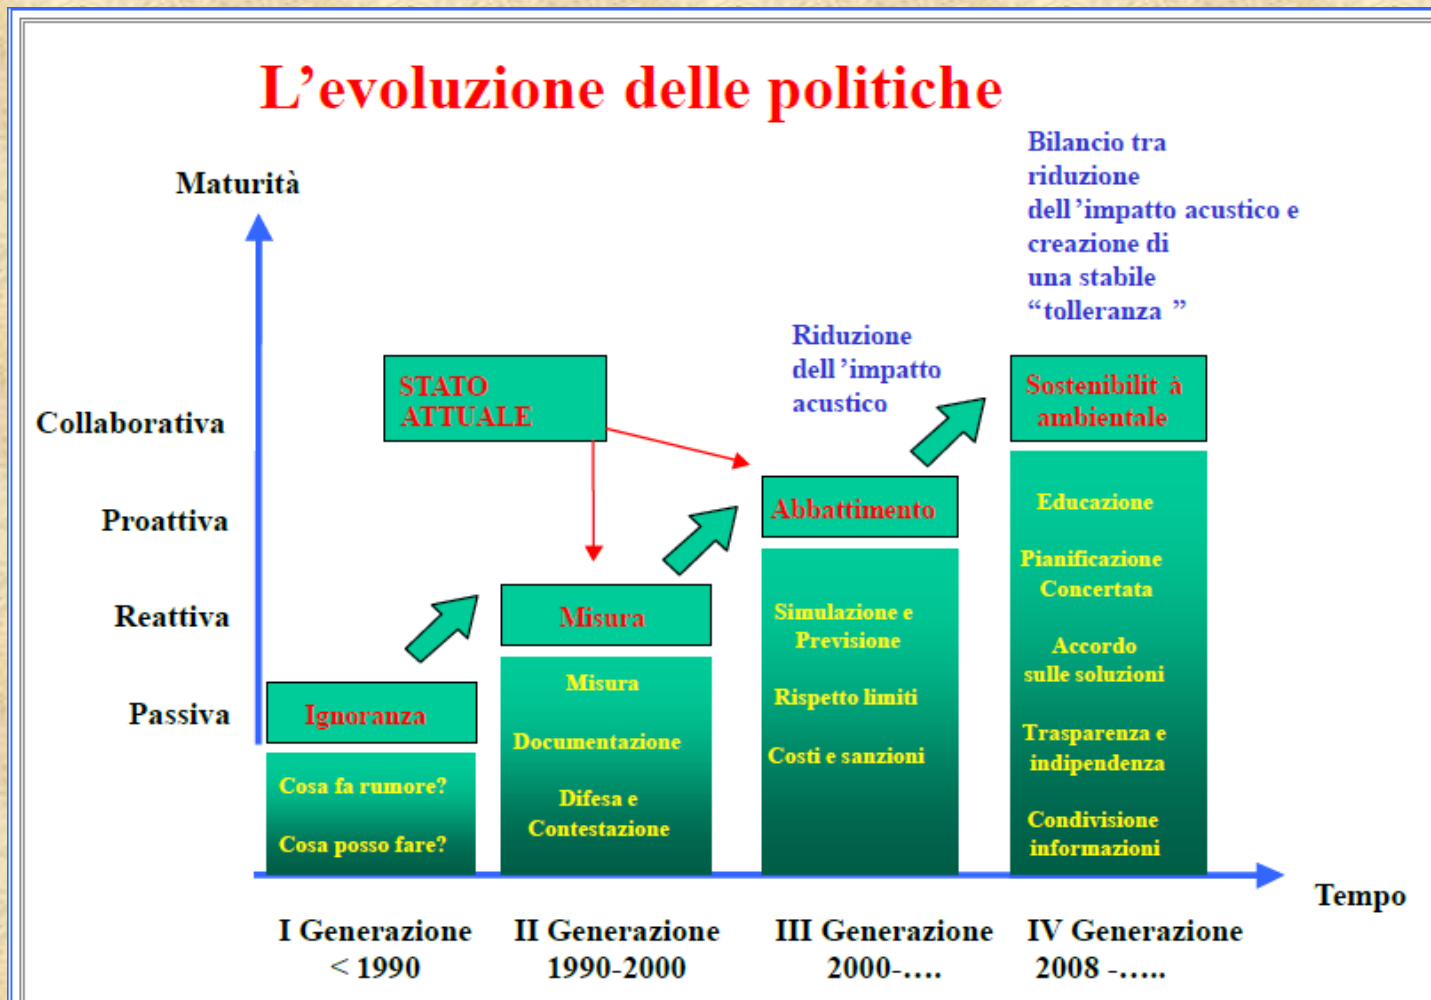 L’evoluzione delle politiche
Maturità
Bilancio tra
riduzione
dell’impatto acustico e
creazione di
una stabile
“tolleranza ”
Riduzione
dell’impatto
acustico
STATO
ATTUALE
Sostenibilit à
ambientale
Collaborativa
Proattiva
Reattiva
Passiva
Abbattimento
Misura
Ignoranza
Cosa fa rumore?
Cosa posso fare?
Misura
Documentazione
Difesa e
Contestazione
Simulazione e
Previsione
Rispetto limiti
Costi e sanzioni
Educazione
Pianificazione
Concertata
Accordo
sulle soluzioni
Trasparenza e
indipendenza
Condivisione
informazioni
Tempo
I Generazione
< 1990
II Generazione
1990-2000
III Generazione
2000-….
IV Generazione
2008 -…..